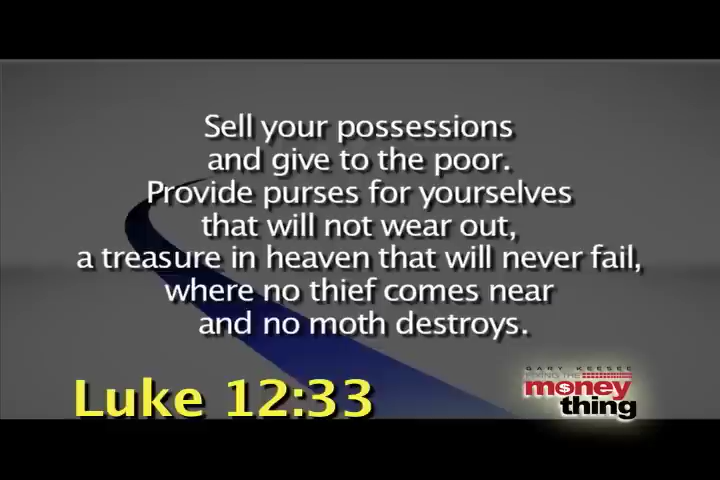 Sell your possessions
and give to the poor.
Provide purses for yourselves
that will not wear out,
a treasure in heaven that will never fail,
where no thief comes near
and no moth destroys.
Luke 12:33
GARY KEESEE
FIXING THE
money
thing